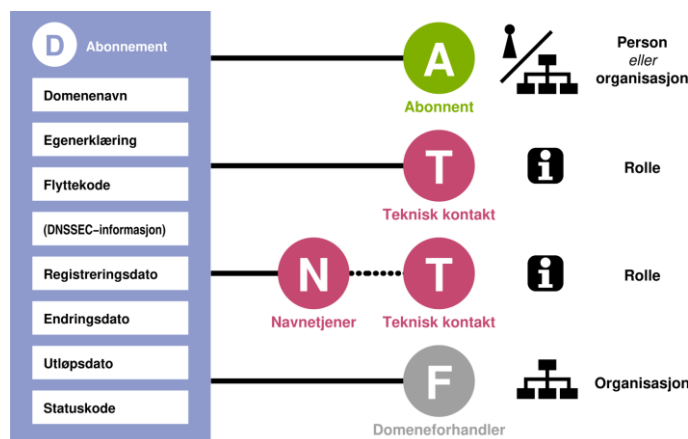 D Abonnement
Domenenavn
Egenerklæring
Flyttekode
(DNSSEC-informasjon)
Registreringsdato
Endringsdato
Utløpsdato
Statuskode
A
Abonnent
Person
eller
organisasjon
T
Teknisk kontakt
i
Rolle
N
Navnetjener
T
Teknisk kontakt
i
Rolle
F
Domeneforhandler
Organisasjon